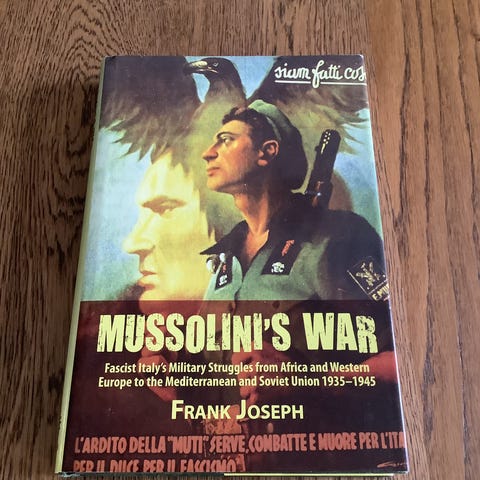 siam fatti cos
MUSSOLINI'S WAR
Fascist Italy's Military Struggles from Africa and Western
Europe to the Mediterranean and Soviet Union 1935–1945
FRANK JOSEPH
L'ARDITO DELLA "MUTI" SERVE, COMBATTE E MUORE PER L'ITA
PER IL DUCE PER IL FASCISMO